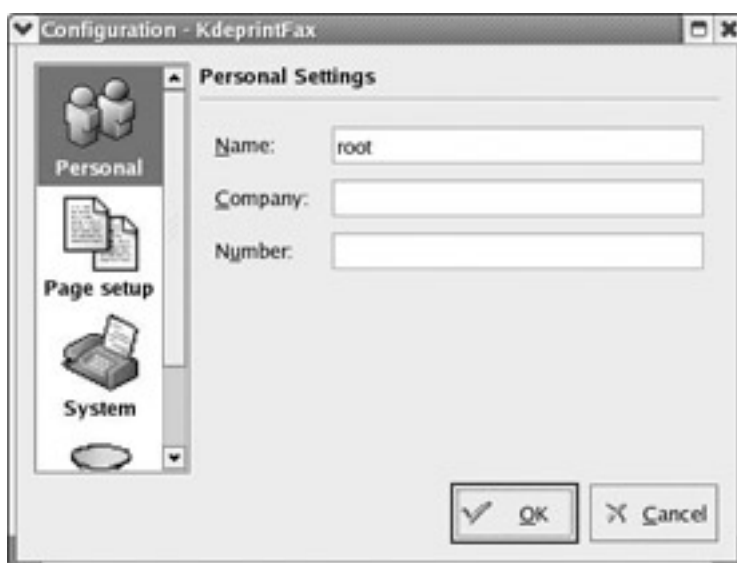 Configuration - KdeprintFax
Personal
Page setup
System
Personal Settings
Name:
root
Company:
Number:
OK
Cancel